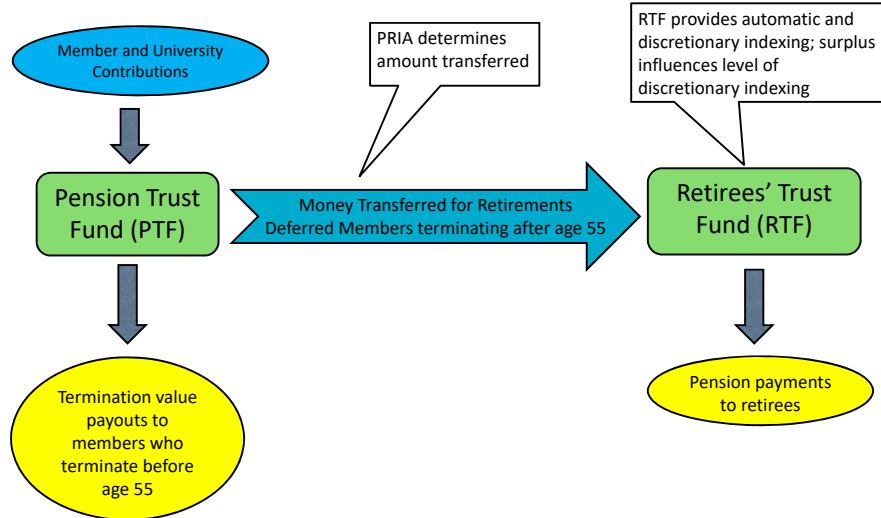 Member and University
Contributions
PRIA determines
amount transferred
RTF provides automatic and
discretionary indexing; surplus
influences level of
discretionary indexing
Pension Trust
Fund (PTF)
Money Transferred for Retirements
Deferred Members terminating after age 55
Retirees’ Trust
Fund (RTF)
Termination value
payouts to
members who
terminate before
age 55
Pension payments
to retirees